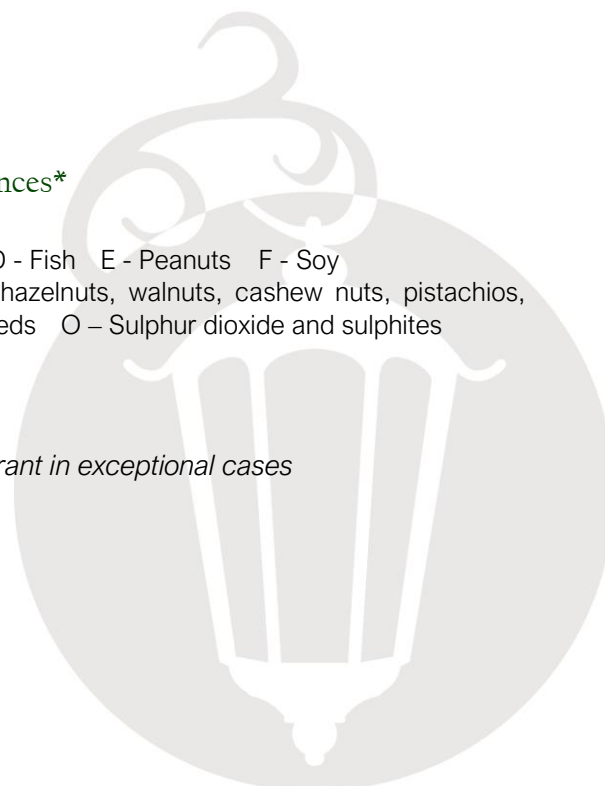 nces*
D - Fish E - Peanuts F - Soy
hazelnuts, walnuts, cashew nuts, pistachios,
eds O – Sulphur dioxide and sulphites
rant in exceptional cases